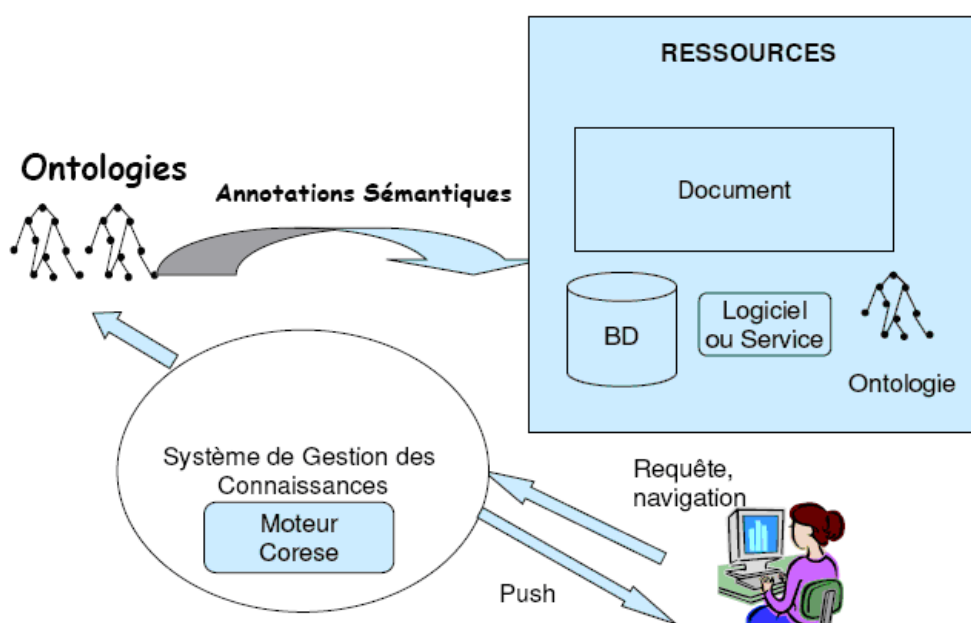 RESSOURCES
Document
Ontologies
Annotations Sémantiques
BD
Logiciel
ou Service
Ontologie
Système de Gestion des
Connaissances
Moteur
Corese
Requête,
navigation
Push